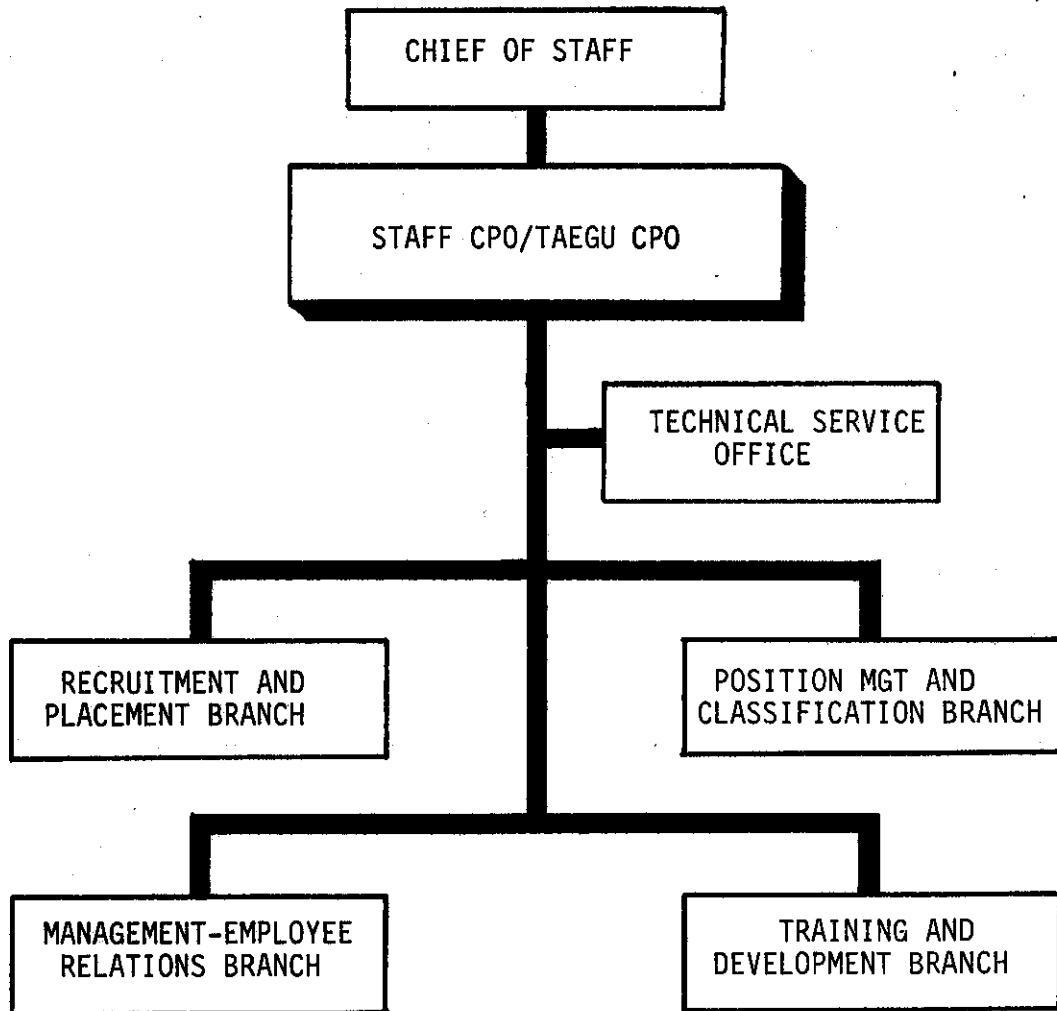 CHIEF OF STAFF
STAFF CPO/TAEGU CPO
TECHNICAL SERVICE
OFFICE
RECRUITMENT AND
PLACEMENT BRANCH
POSITION MGT AND
CLASSIFICATION BRANCH
MANAGEMENT-EMPLOYEE
RELATIONS BRANCH
TRAINING AND
DEVELOPMENT BRANCH